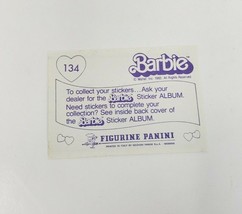 134
Barbie
© Mattel, Inc. 1983. All Rights Reserved.
To collect your stickers...Ask your
dealer for the Barbie Sticker ALBUM.
Need stickers to complete your
collection? See inside back cover of
the Barbie Sticker ALBUM.
FIGURINE PANINI